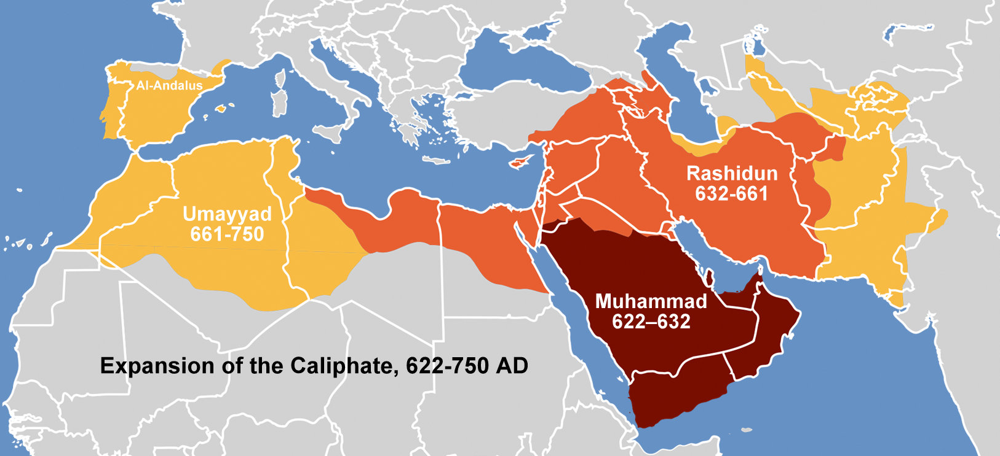 Al-Andalus
Rashidun
632-661
Umayyad
661-750
Muhammad
622–632
Expansion of the Caliphate, 622-750 AD